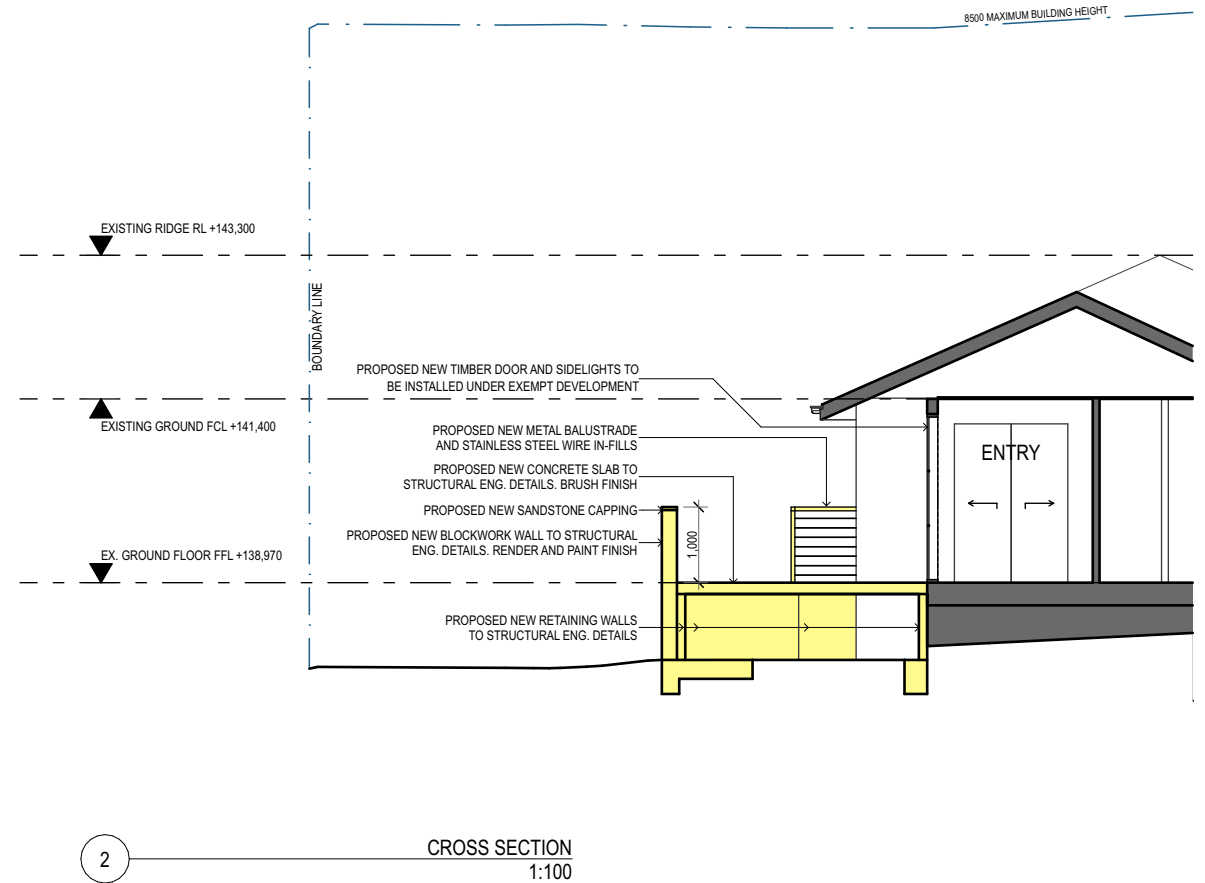 8500 MAXIMUM BUILDING HEIGHT
EXISTING RIDGE RL +143,300
BOUNDARY LINE
PROPOSED NEW TIMBER DOOR AND SIDELIGHTS TO
BE INSTALLED UNDER EXEMPT DEVELOPMENT
EXISTING GROUND FCL +141,400
PROPOSED NEW METAL BALUSTRADE
AND STAINLESS STEEL WIRE IN-FILLS
ENTRY
PROPOSED NEW CONCRETE SLAB TO
STRUCTURAL ENG. DETAILS. BRUSH FINISH
PROPOSED NEW SANDSTONE CAPPING
PROPOSED NEW BLOCKWORK WALL TO STRUCTURAL
ENG. DETAILS. RENDER AND PAINT FINISH
1,000
EX. GROUND FLOOR FFL +138,970
PROPOSED NEW RETAINING WALLS
TO STRUCTURAL ENG. DETAILS
2
CROSS SECTION
1:100